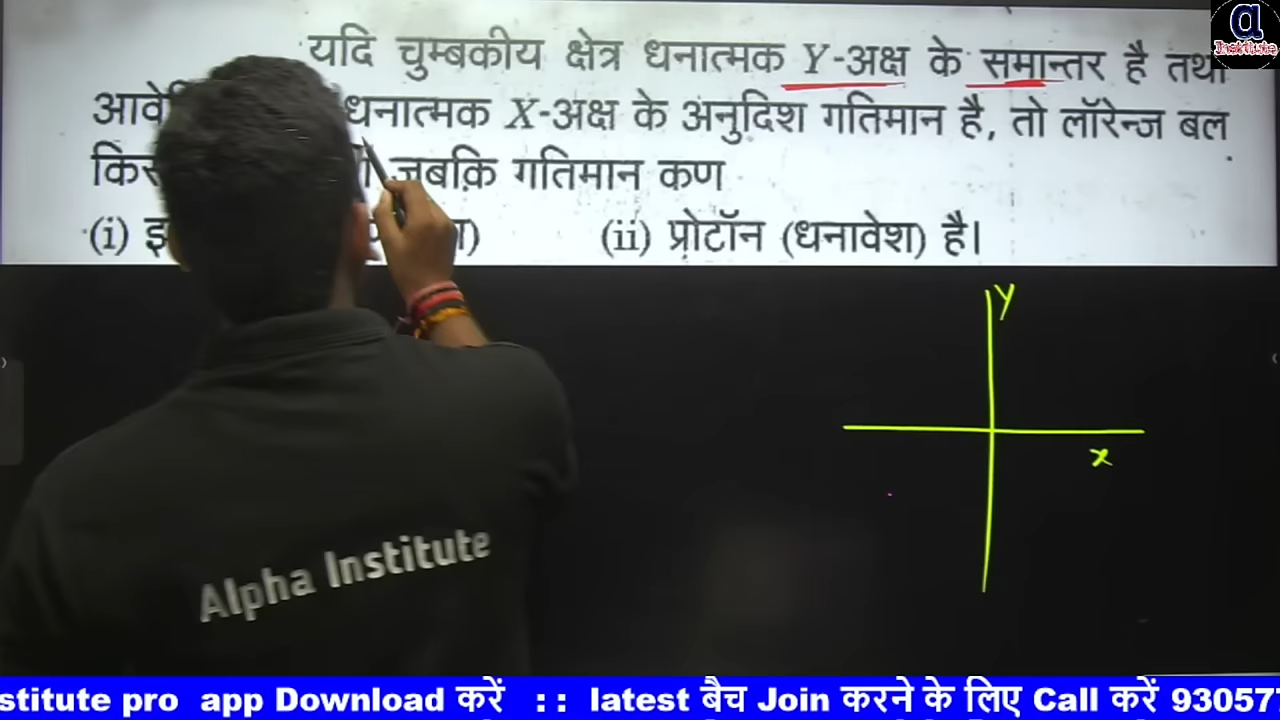 α
Institute
यदि चुम्बकीय क्षेत्र धनात्मक Y-अक्ष के समान्तर है तथा
धनात्मक X-अक्ष के अनुदिश गतिमान है, तो लॉरेन्ज बल
जबकि गतिमान कण
(i) (ii) प्रोटॉन (धनावेश) है।
Y
x
Alpha Institute
stitute pro app Download करें :: latest बैच Join करने के लिए Call करें 93057